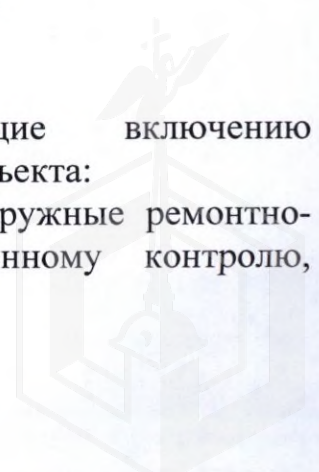 щие включению
ъекта:
ружные ремонтно-
нному контролю,